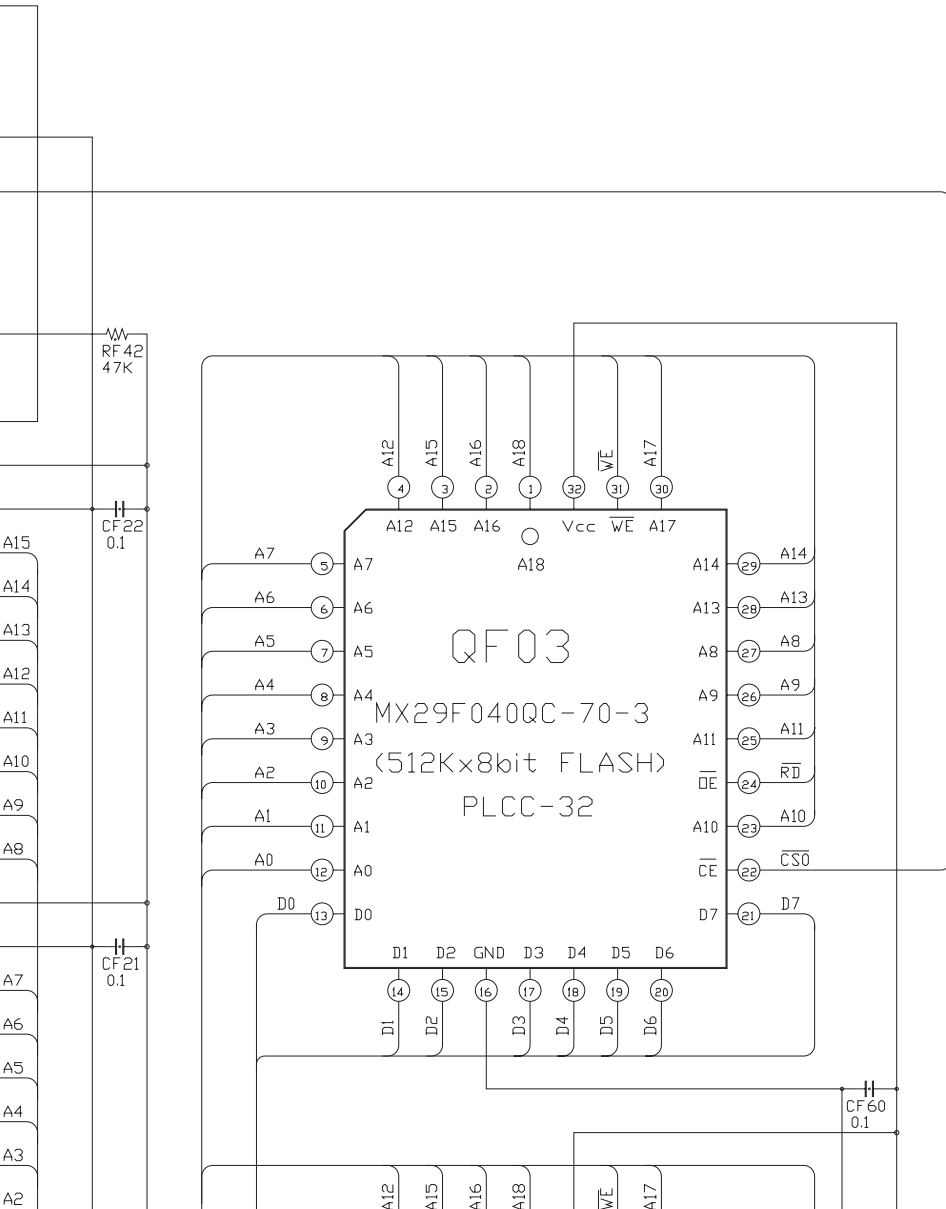 RF42
47K
CF22
0.1
A15
A14
A13
A12
A11
A10
A9
A8
CF21
0.1
A7
A6
A5
A4
A3
A2
A12 A15 A16 A18 WE A17
4 3 2 1 32 31 30
A12 A15 A16 Vcc WE A17
A18
A7 5 A7 A14 29 A14
A6 6 A6 A13 28 A13
A5 7 A5 A8 27 A8
A4 8 A4 A9 26 A9
A3 9 A3 A11 25 A11
A2 10 A2 OE 24 RD
A1 11 A1 A10 23 A10
A0 12 A0 CE 22 CS0
D0 13 D0 D7 21 D7
QF03
MX29F040QC-70-3
(512Kx8bit FLASH)
PLCC-32
D1 D2 GND D3 D4 D5 D6
14 15 16 17 18 19 20
D1 D2 D3 D4 D5 D6
CF60
0.1
A12 A15 A16 A18 WE A17